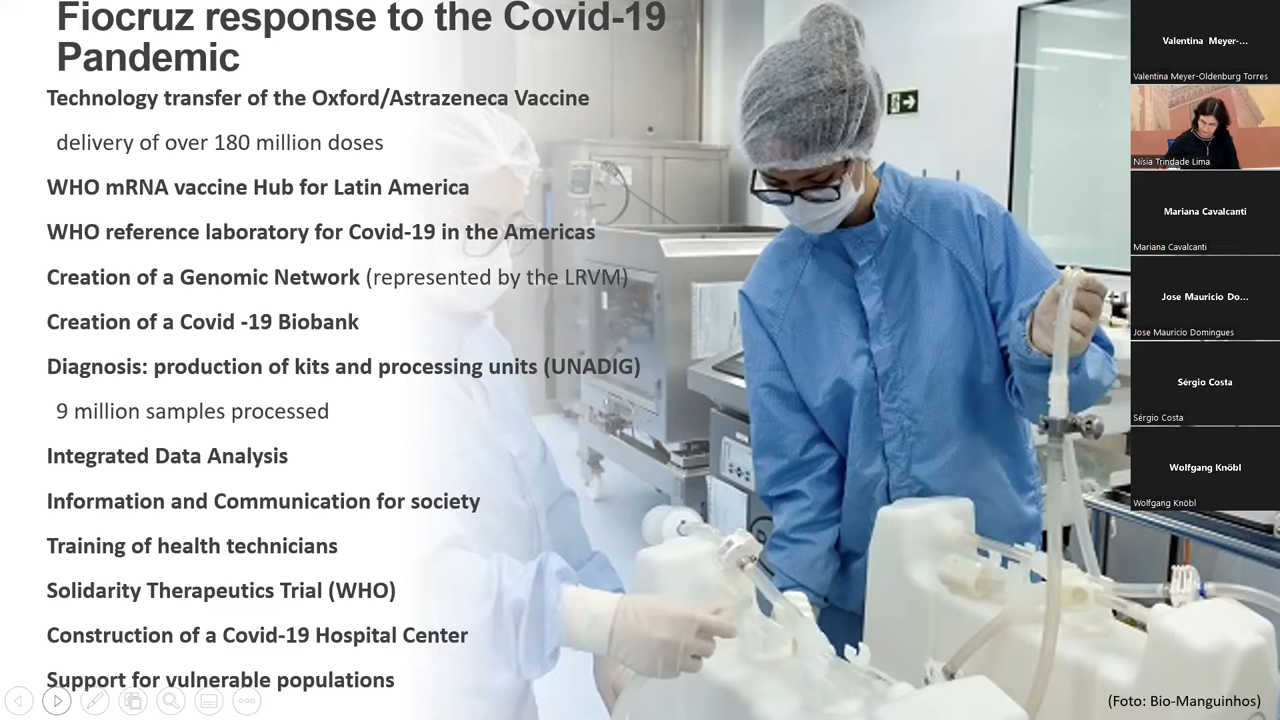 Fiocruz response to the Covid-19
Pandemic
Technology transfer of the Oxford/Astrazeneca Vaccine
delivery of over 180 million doses
WHO mRNA vaccine Hub for Latin America
WHO reference laboratory for Covid-19 in the Americas
Creation of a Genomic Network (represented by the LRVM)
Creation of a Covid -19 Biobank
Diagnosis: production of kits and processing units (UNADIG)
9 million samples processed
Integrated Data Analysis
Information and Communication for society
Training of health technicians
Solidarity Therapeutics Trial (WHO)
Construction of a Covid-19 Hospital Center
Support for vulnerable populations
(Foto: Bio-Manguinhos)
Valentina Meyer-...
Valentina Meyer-Oldenburg Torres
Nísia Trindade Lima
Mariana Cavalcanti
Mariana Cavalcanti
Jose Mauricio Do...
Jose Mauricio Domingues
Sérgio Costa
Sérgio Costa
Wolfgang Knöbl
Wolfgang Knöbl